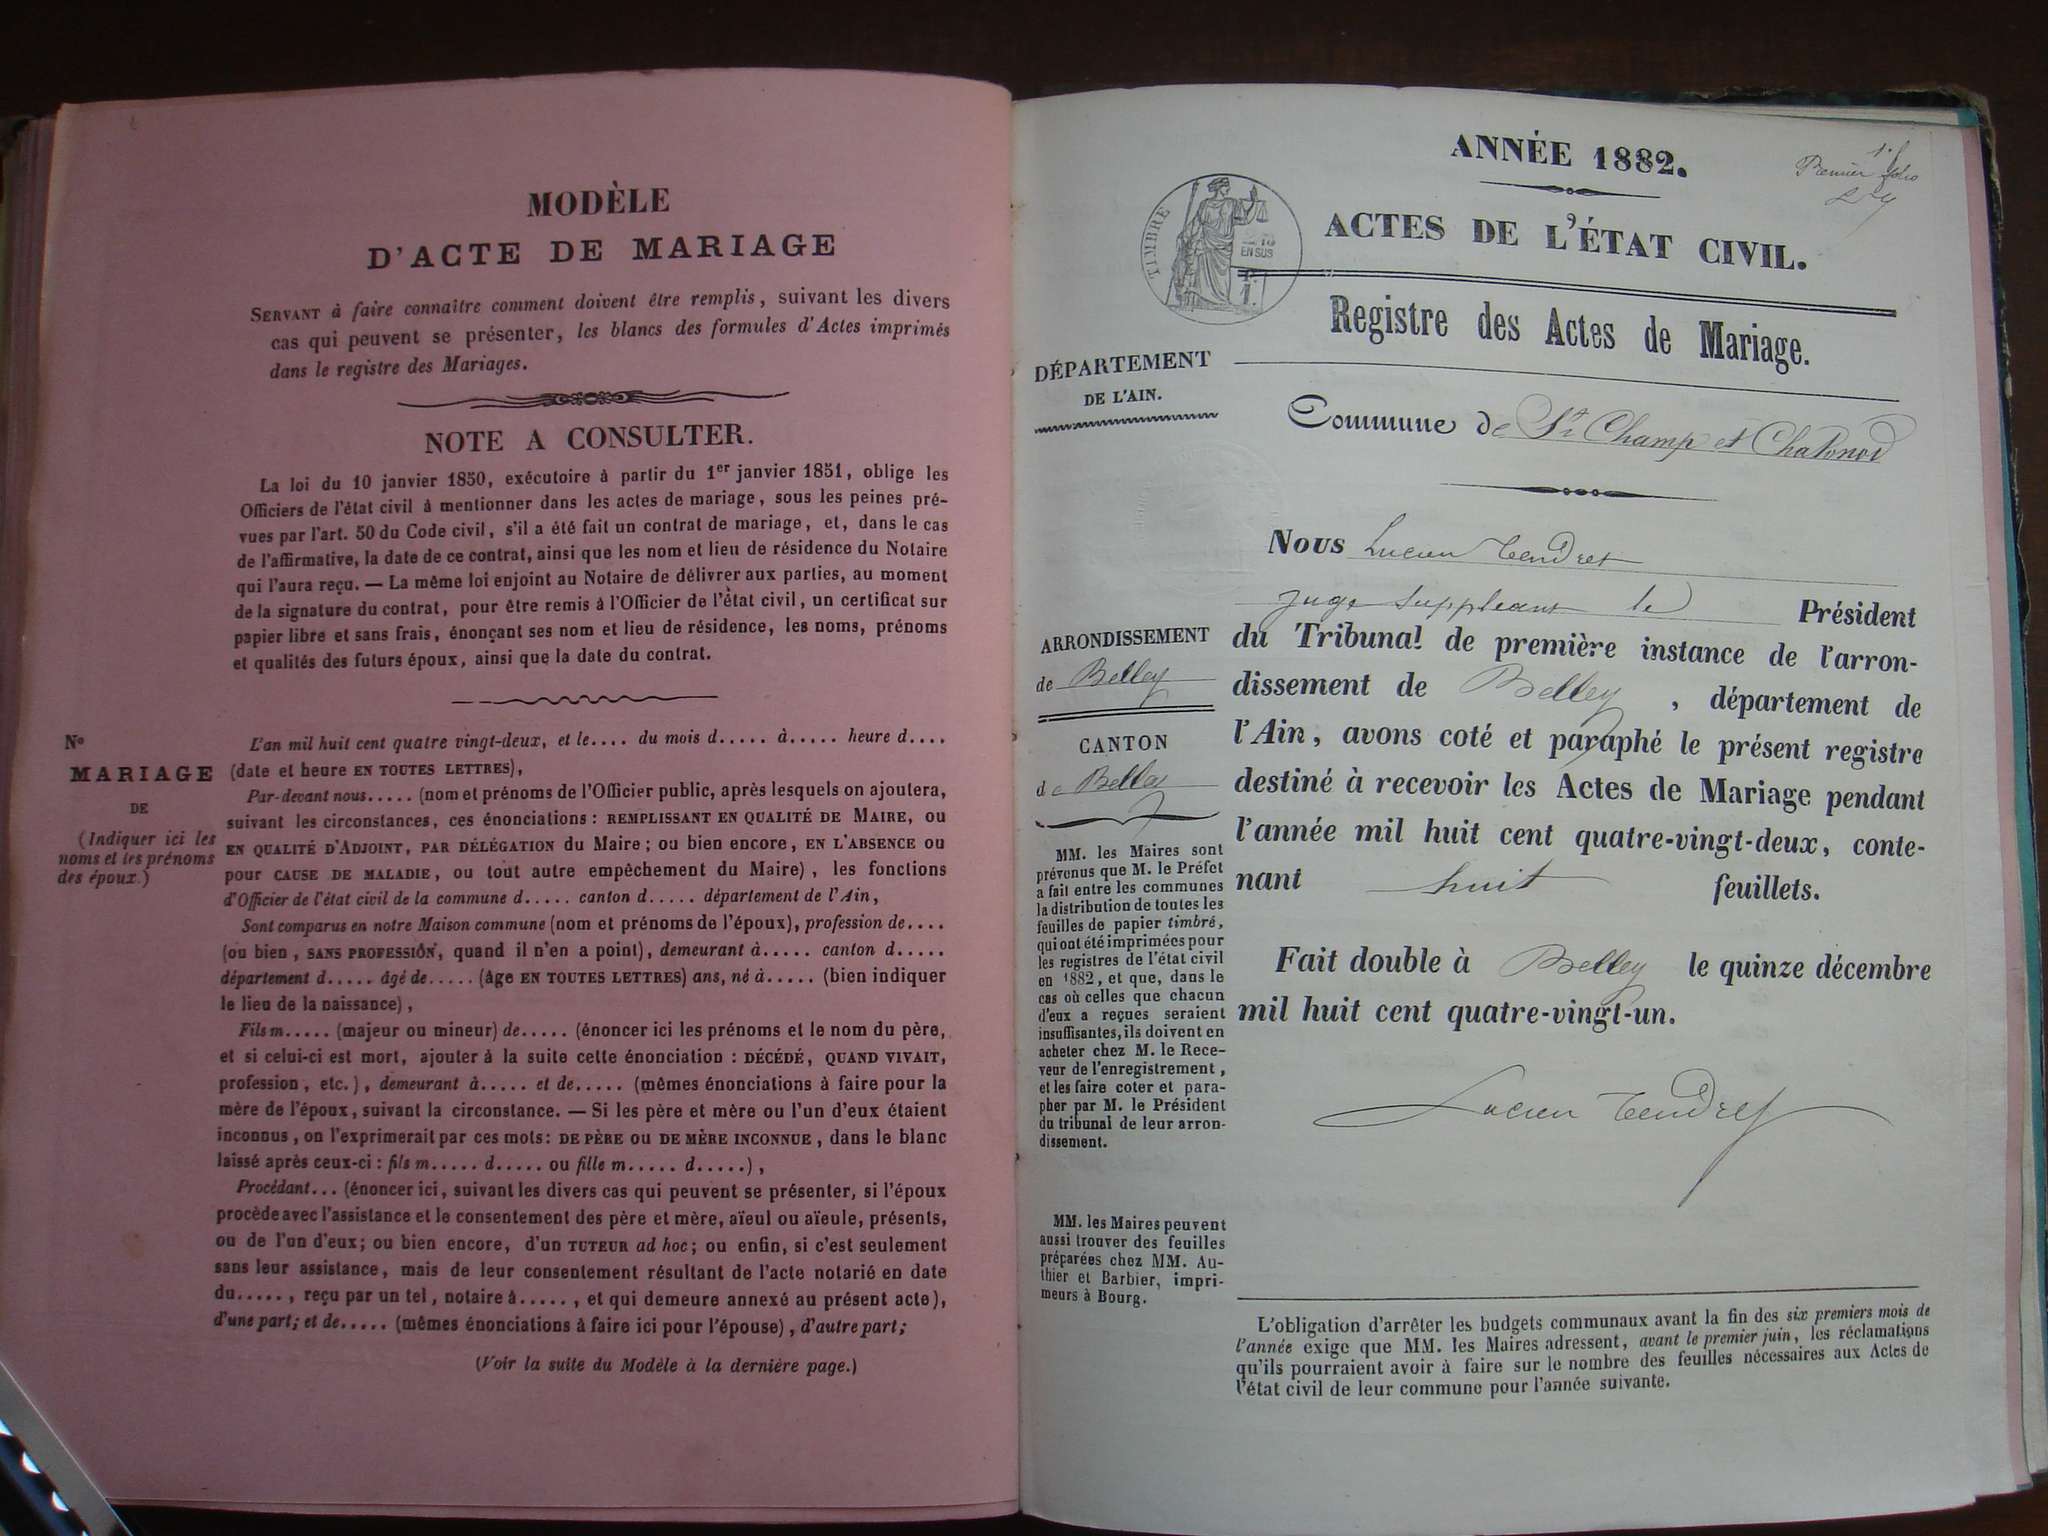 MODÈLE
D'ACTE DE MARIAGE
SERVANT à faire connaître comment doivent être remplis, suivant les divers
cas qui peuvent se présenter, les blancs des formules d'Actes imprimés
dans le registre des Mariages.
NOTE A CONSULTER.
La loi du 10 janvier 1850, exécutoire à partir du 1er janvier 1851, oblige les
Officiers de l'état civil à mentionner dans les actes de mariage, sous les peines pré-
vues par l'art. 50 du Code civil, s'il a été fait un contrat de mariage, et, dans le cas
de l'affirmative, la date de ce contrat, ainsi que les nom et lieu de résidence du Notaire
qui l'aura reçu. — La même loi enjoint au Notaire de délivrer aux parties, au moment
de la signature du contrat, pour être remis à l'Officier de l'état civil, un certificat sur
papier libre et sans frais, énonçant ses nom et lieu de résidence, les noms, prénoms
et qualités des futurs époux, ainsi que la date du contrat.
No
MARIAGE
DE
(Indiquer ici les
noms et les prénoms
des époux.)
L'an mil huit cent quatre vingt-deux, et le.... du mois d..... à..... heure d....
(date et heure EN TOUTES LETTRES),
Par-devant nous..... (nom et prénoms de l'Officier public, après lesquels on ajoutera,
suivant les circonstances, ces énonciations : REMPLISSANT EN QUALITÉ DE MAIRE, ou
EN QUALITÉ D'ADJOINT, PAR DÉLÉGATION du Maire ; ou bien encore, EN L'ABSENCE ou
pour CAUSE DE MALADIE, ou tout autre empêchement du Maire), les fonctions
d'Officier de l'état civil de la commune d..... canton d..... département de l'Ain,
Sont comparus en notre Maison commune (nom et prénoms de l'époux), profession de....
(ou bien, SANS PROFESSION, quand il n'en a point), demeurant à..... canton d.....
département d..... âgé de..... (âge EN TOUTES LETTRES) ans, né à..... (bien indiquer
le lieu de la naissance),
Fils m..... (majeur ou mineur) de..... (énoncer ici les prénoms et le nom du père,
et si celui-ci est mort, ajouter à la suite cette énonciation : DÉCÉDÉ, QUAND VIVAIT,
profession, etc.), demeurant à..... et de..... (mêmes énonciations à faire pour la
mère de l'époux, suivant la circonstance. — Si les père et mère ou l'un d'eux étaient
inconnus, on l'exprimerait par ces mots : DE PÈRE OU DE MÈRE INCONNUE, dans le blanc
laissé après ceux-ci : fils m..... d..... ou fille m..... d.....),
Procédant... (énoncer ici, suivant les divers cas qui peuvent se présenter, si l'époux
procède avec l'assistance et le consentement des père et mère, aïeul ou aïeule, présents,
ou de l'un d'eux; ou bien encore, d'un TUTEUR ad hoc; ou enfin, si c'est seulement
sans leur assistance, mais de leur consentement résultant de l'acte notarié en date
du....., reçu par un tel, notaire à....., et qui demeure annexé au présent acte),
d'une part; et de..... (mêmes énonciations à faire ici pour l'épouse), d'autre part;
(Voir la suite du Modèle à la dernière page.)
1er
Premier folio
ANNÉE 1882.
TIMBRE
EN SUS
ACTES DE L'ÉTAT CIVIL.
Registre des Actes de Mariage.
DÉPARTEMENT
DE L'AIN.
Commune de St Champ et Chatonod
Nous Lucien Tendret
juge suppléant le Président
du Tribunal de première instance de l'arron-
dissement de Belley, département de
l'Ain, avons coté et paraphé le présent registre
destiné à recevoir les Actes de Mariage pendant
l'année mil huit cent quatre-vingt-deux, conte-
nant huit feuillets.
Fait double à Belley le quinze décembre
mil huit cent quatre-vingt-un.
Lucien Tendret
ARRONDISSEMENT
de Belley
CANTON
de Belley
MM. les Maires sont
prévenus que M. le Préfet
a fait entre les communes
la distribution de toutes les
feuilles de papier timbré,
qui ont été imprimées pour
les registres de l'état civil
en 1882, et que, dans le
cas où celles que chacun
d'eux a reçues seraient
insuffisantes, ils doivent en
acheter chez M. le Rece-
veur de l'enregistrement,
et les faire coter et para-
pher par M. le Président
du tribunal de leur arron-
dissement.
MM. les Maires peuvent
aussi trouver des feuilles
préparées chez MM. Au-
thier et Barbier, impri-
meurs à Bourg.
L'obligation d'arrêter les budgets communaux avant la fin des six premiers mois de
l'année exige que MM. les Maires adressent, avant le premier juin, les réclamations
qu'ils pourraient avoir à faire sur le nombre des feuilles nécessaires aux Actes de
l'état civil de leur commune pour l'année suivante.